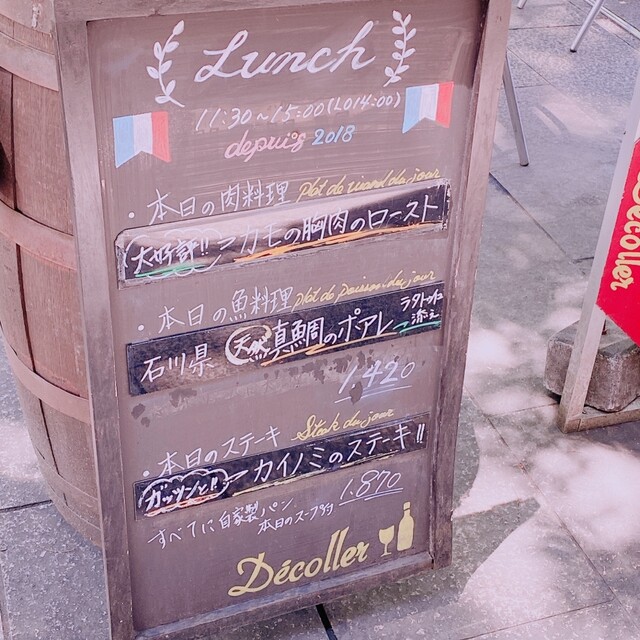 Lunch
11:30~15:00(LO14:00)
depuis 2018
・本日の肉料理 Plat de viand du jour
大好評!! カモの胸肉のロースト
・本日の魚料理 Plat de poisson du jour
石川県 天然 真鯛のポアレ ラタトゥイユ添え
1.420
・本日のステーキ Steak du jour
ガッツンと!! カイノミのステーキ!!
1.870
すべてに自家製パン
本日のスープ付
Décoller
Décoller